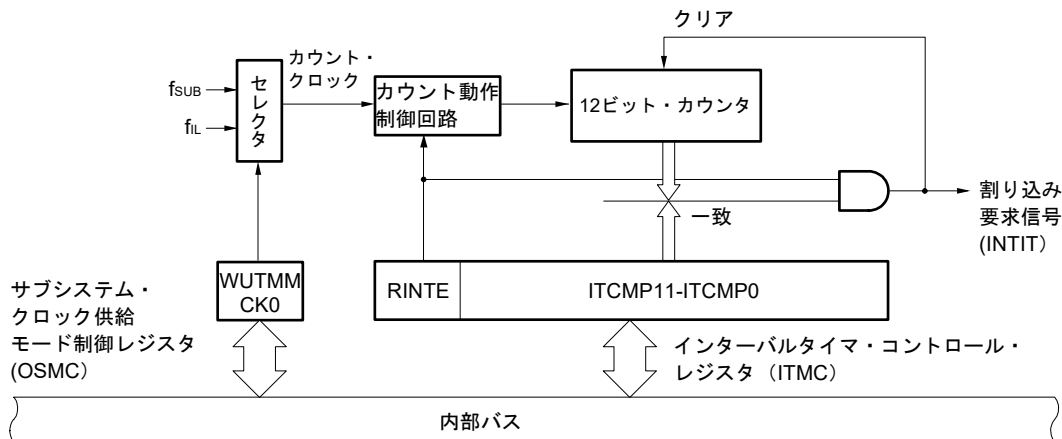 クリア
カウント・
クロック
fSUB
fIL
セレクタ
カウント動作
制御回路
12ビット・カウンタ
一致
割り込み
要求信号
(INTIT)
WUTMM
CK0
RINTE
ITCMP11-ITCMP0
サブシステム・
クロック供給
モード制御レジスタ
(OSMC)
インターバルタイマ・コントロール・
レジスタ（ITMC)
内部バス